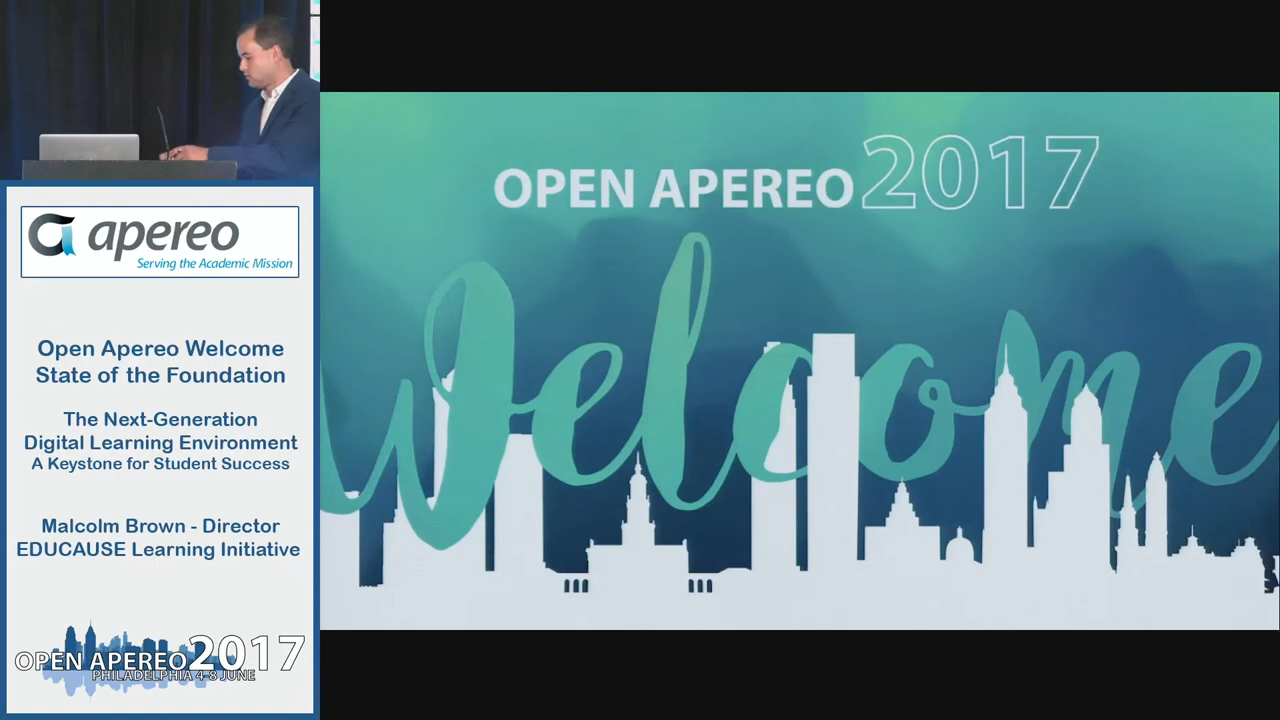 apereo
Serving the Academic Mission
Open Apereo Welcome
State of the Foundation
The Next-Generation
Digital Learning Environment
A Keystone for Student Success
Malcolm Brown - Director
EDUCAUSE Learning Initiative
OPEN APEREO 2017
PHILADELPHIA 4-8 JUNE
OPEN APEREO 2017
Welcome